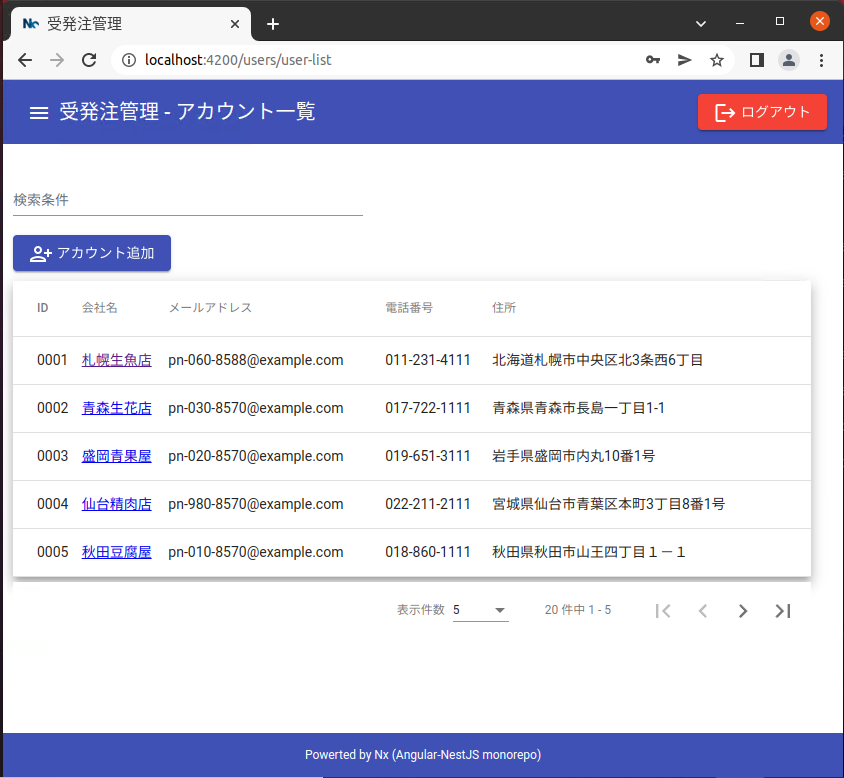 受発注管理
localhost:4200/users/user-list
受発注管理 - アカウント一覧
ログアウト
検索条件
アカウント追加
ID 会社名 メールアドレス 電話番号 住所
0001 札幌生魚店 pn-060-8588@example.com 011-231-4111 北海道札幌市中央区北3条西6丁目
0002 青森生花店 pn-030-8570@example.com 017-722-1111 青森県青森市長島一丁目1-1
0003 盛岡青果屋 pn-020-8570@example.com 019-651-3111 岩手県盛岡市内丸10番1号
0004 仙台精肉店 pn-980-8570@example.com 022-211-2111 宮城県仙台市青葉区本町3丁目8番1号
0005 秋田豆腐屋 pn-010-8570@example.com 018-860-1111 秋田県秋田市山王四丁目１－１
表示件数 5 20 件中 1 - 5
Powerted by Nx (Angular-NestJS monorepo)